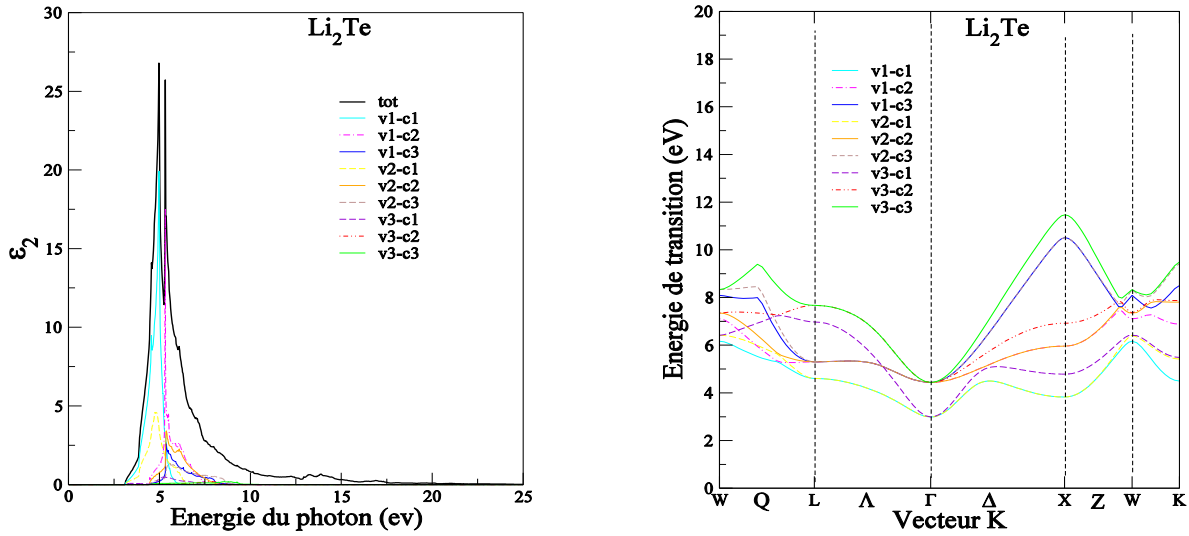 Li2Te
ε2
30
25
20
15
10
5
0
tot
v1-c1
v1-c2
v1-c3
v2-c1
v2-c2
v2-c3
v3-c1
v3-c2
v3-c3
0 5 10 15 20 25
Energie du photon (ev)
Li2Te
Energie de transition (eV)
20
18
16
14
12
10
8
6
4
2
0
v1-c1
v1-c2
v1-c3
v2-c1
v2-c2
v2-c3
v3-c1
v3-c2
v3-c3
W Q L Λ Γ Δ X Z W K
Vecteur K